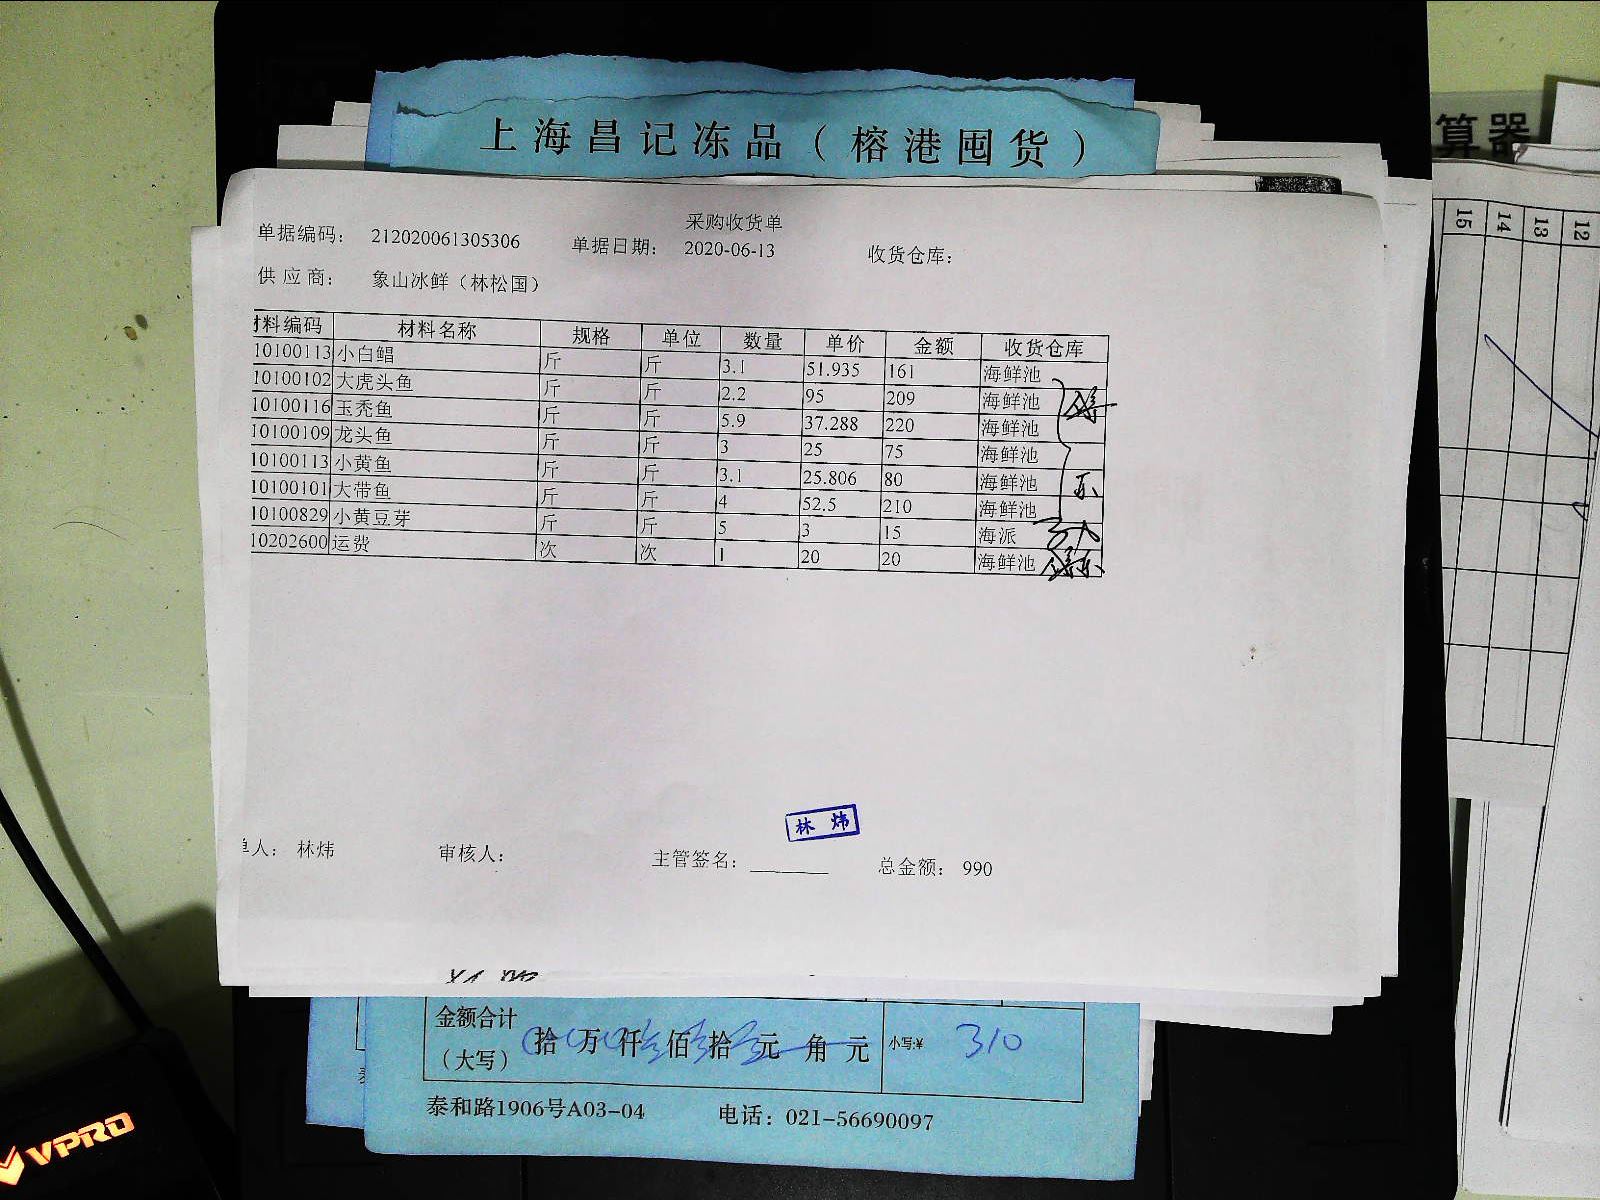 上海昌记冻品（榕港囤货）
算器
15 14 13 12
采购收货单
单据编码： 212020061305306 单据日期： 2020-06-13 收货仓库：
供应商： 象山冰鲜（林松国）
材料编码 材料名称 规格 单位 数量 单价 金额 收货仓库
10100113 小白鲳 斤 斤 3.1 51.935 161 海鲜池
10100102 大虎头鱼 斤 斤 2.2 95 209 海鲜池
10100116 玉秃鱼 斤 斤 5.9 37.288 220 海鲜池
10100109 龙头鱼 斤 斤 3 25 75 海鲜池
10100113 小黄鱼 斤 斤 3.1 25.806 80 海鲜池
10100101 大带鱼 斤 斤 4 52.5 210 海鲜池
10100829 小黄豆芽 斤 斤 5 3 15 海派
10202600 运费 次 次 1 20 20 海鲜池
林炜
单人： 林炜 审核人： 主管签名： 总金额： 990
金额合计
（大写） 拾 万 仟 佰 拾 元 角 元 小写:¥ 310
泰和路1906号A03-04 电话：021-56690097
VPRO